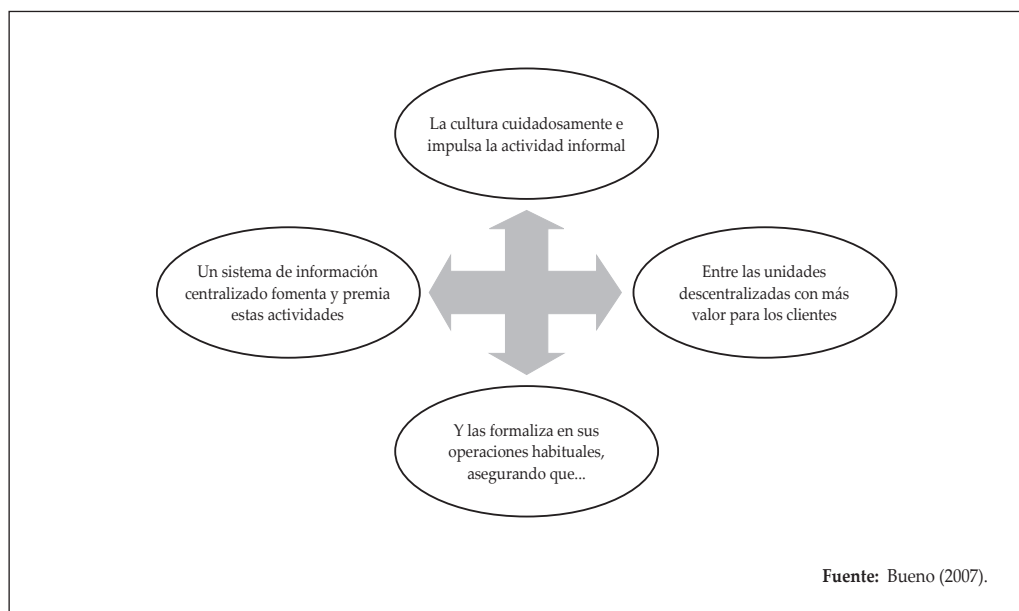 La cultura cuidadosamente e
impulsa la actividad informal
Un sistema de información
centralizado fomenta y premia
estas actividades
Entre las unidades
descentralizadas con más
valor para los clientes
Y las formaliza en sus
operaciones habituales,
asegurando que...
Fuente: Bueno (2007).